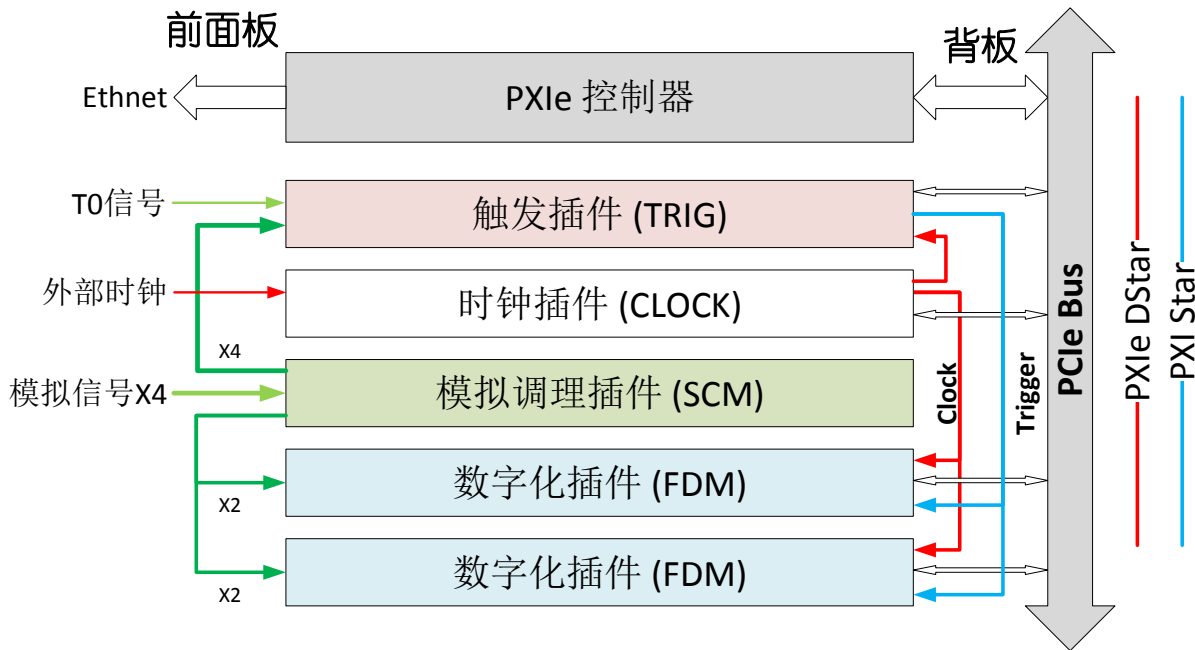 前面板
背板
Ethnet
PXIe 控制器
T0信号
触发插件 (TRIG)
外部时钟
时钟插件 (CLOCK)
X4
模拟信号X4
模拟调理插件 (SCM)
X2
数字化插件 (FDM)
X2
数字化插件 (FDM)
Clock
Trigger
PCIe Bus
PXIe DStar
PXI Star